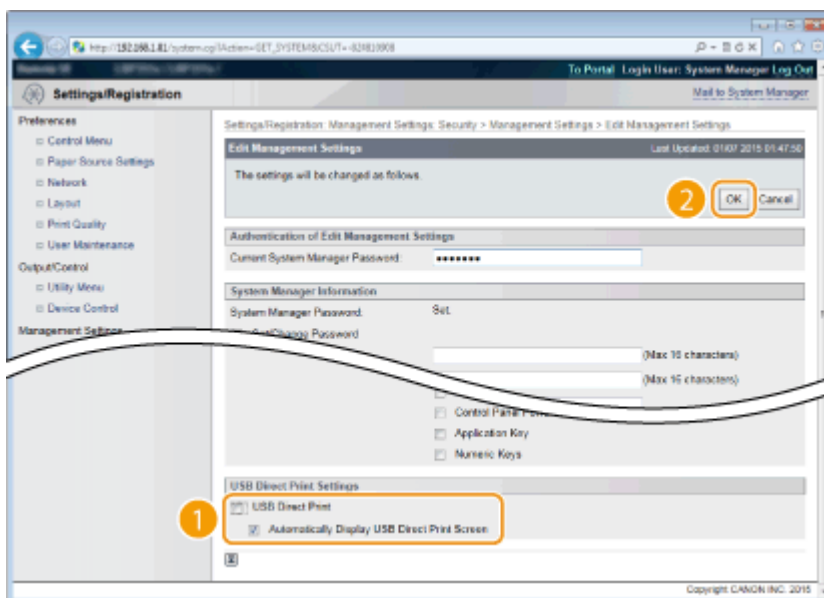 http://192.168.1.81/system.cgi?Action=GET_SYSTEM&CSUT=-824810908
To Portal Login User: System Manager Log Out
Settings/Registration
Mail to System Manager
Preferences
Control Menu
Paper Source Settings
Network
Layout
Print Quality
User Maintenance
Output/Control
Utility Menu
Device Control
Management Settings
Settings/Registration: Management Settings: Security > Management Settings > Edit Management Settings
Edit Management Settings
Last Updated: 01/07 2015 01:47:50
The settings will be changed as follows.
2
OK
Cancel
Authentication of Edit Management Settings
Current System Manager Password:
System Manager Information
System Manager Password:
Set.
Set/Change Password
(Max 16 characters)
(Max 16 characters)
Control Panel
Application Key
Numeric Keys
USB Direct Print Settings
1
USB Direct Print
Automatically Display USB Direct Print Screen
Copyright CANON INC. 2015